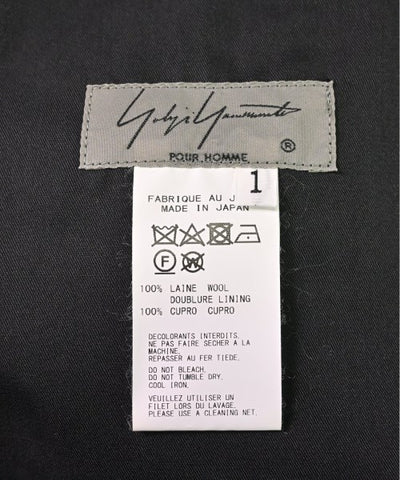 Yohji Yamamoto
®
POUR HOMME
1
FABRIQUE AU J
MADE IN JAPAN
F W
100% LAINE WOOL
DOUBLURE LINING
100% CUPRO CUPRO
DECOLORANTS INTERDITS.
NE PAS FAIRE SECHER A LA
MACHINE.
REPASSER AU FER TIEDE.
DO NOT BLEACH.
DO NOT TUMBLE DRY.
COOL IRON.
VEUILLEZ UTILISER UN
FILET LORS DU LAVAGE.
PLEASE USE A CLEANING NET.